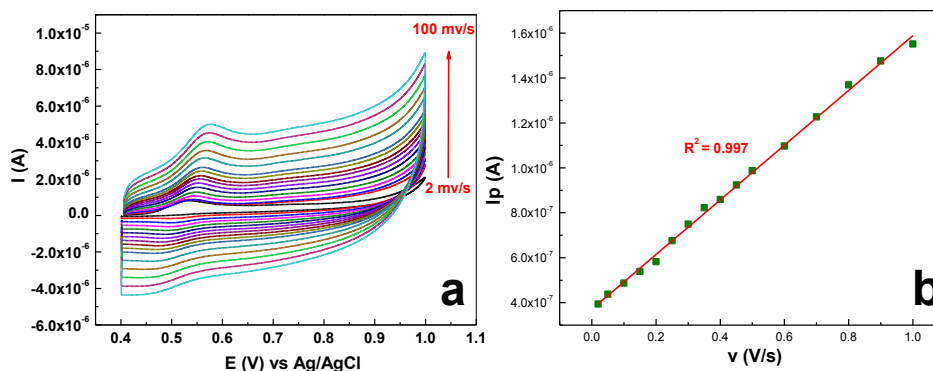 1.0x10⁻⁵
8.0x10⁻⁶
6.0x10⁻⁶
4.0x10⁻⁶
2.0x10⁻⁶
0.0
-2.0x10⁻⁶
-4.0x10⁻⁶
-6.0x10⁻⁶
I (A)
100 mv/s
2 mv/s
a
0.4 0.5 0.6 0.7 0.8 0.9 1.0 1.1
E (V) vs Ag/AgCl
1.6x10⁻⁶
1.4x10⁻⁶
1.2x10⁻⁶
1.0x10⁻⁶
8.0x10⁻⁷
6.0x10⁻⁷
4.0x10⁻⁷
Ip (A)
R² = 0.997
b
0.0 0.2 0.4 0.6 0.8 1.0
v (V/s)